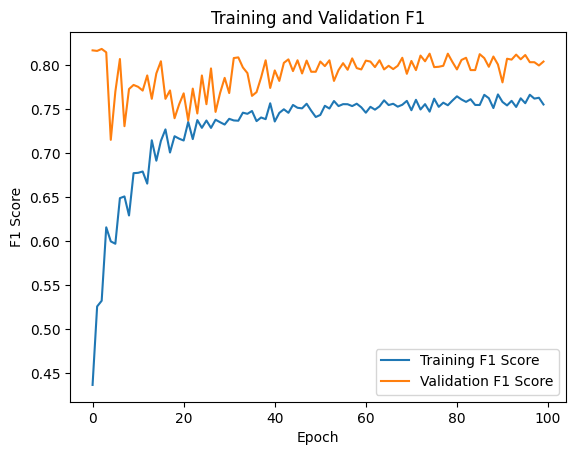 Training and Validation F1
F1 Score
0.80
0.75
0.70
0.65
0.60
0.55
0.50
0.45
0
20
40
60
80
100
Epoch
Training F1 Score
Validation F1 Score